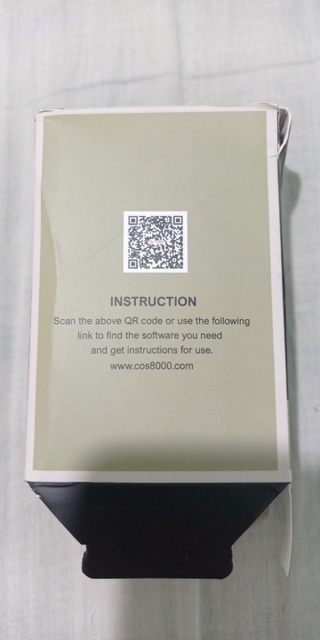 INSTRUCTION
Scan the above QR code or use the following
link to find the software you need
and get instructions for use.
www.cos8000.com